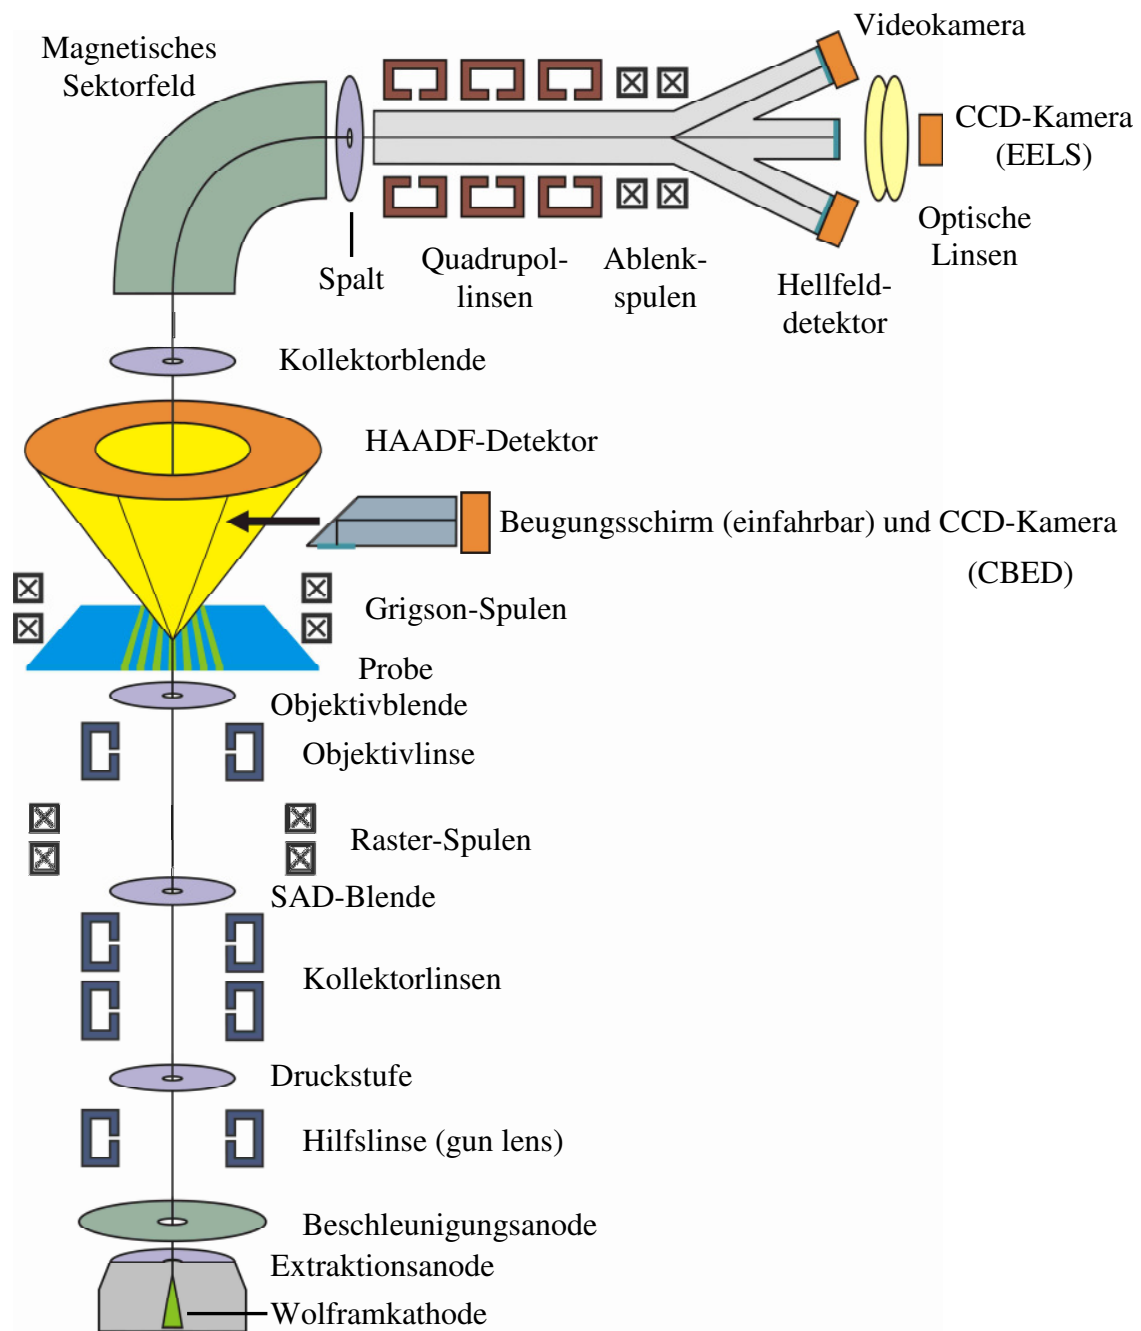 Magnetisches
Sektorfeld
Videokamera
CCD-Kamera
(EELS)
Optische
Linsen
Spalt
Quadrupol-
linsen
Ablenk-
spulen
Hellfeld-
detektor
Kollektorblende
HAADF-Detektor
Beugungsschirm (einfahrbar) und CCD-Kamera
(CBED)
Grigson-Spulen
Probe
Objektivblende
Objektivlinse
Raster-Spulen
SAD-Blende
Kollektorlinsen
Druckstufe
Hilfslinse (gun lens)
Beschleunigungsanode
Extraktionsanode
Wolframkathode